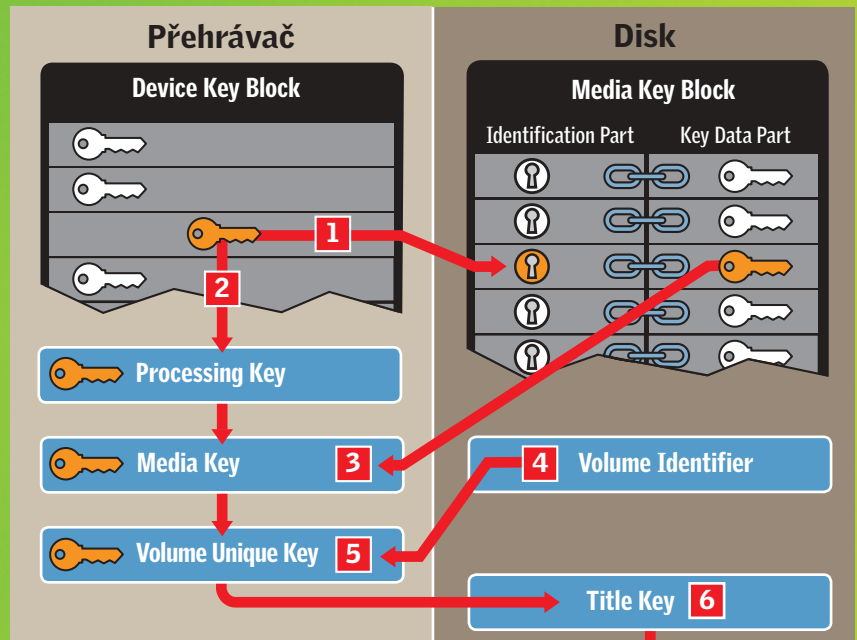 Přehrávač
Device Key Block
1
2
Processing Key
Media Key 3
Volume Unique Key 5
Disk
Media Key Block
Identification Part Key Data Part
4 Volume Identifier
Title Key 6